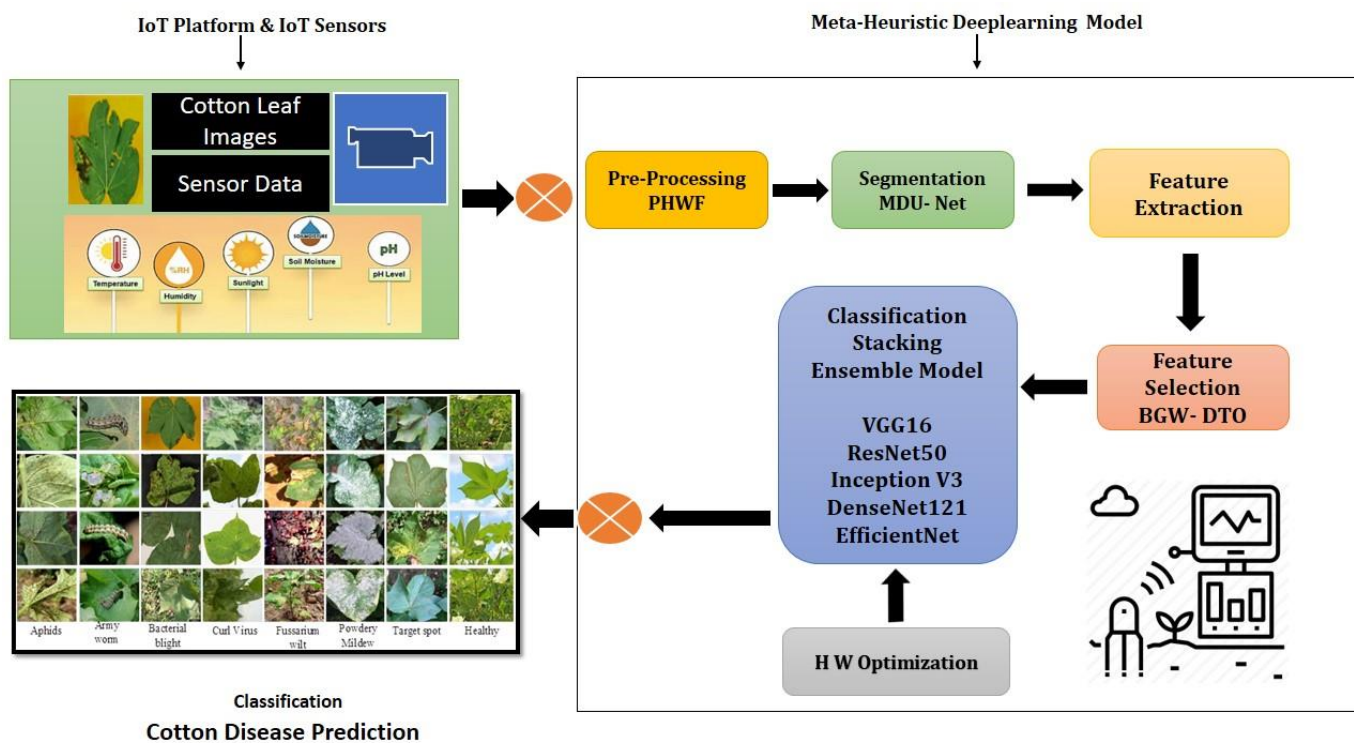 IoT Platform & IoT Sensors
Meta-Heuristic Deeplearning Model
Cotton Leaf
Images
Sensor Data
Temperature
%RH
Humidity
Sunlight
SOILMOISTURE
Soil Moisture
pH
pH Level
Pre-Processing
PHWF
Segmentation
MDU- Net
Feature
Extraction
Feature
Selection
BGW- DTO
Classification
Stacking
Ensemble Model
VGG16
ResNet50
Inception V3
DenseNet121
EfficientNet
H W Optimization
Aphids
Army
worm
Bacterial
blight
Curl Virus
Fussarium
wilt
Powdery
Mildew
Target spot
Healthy
Classification
Cotton Disease Prediction